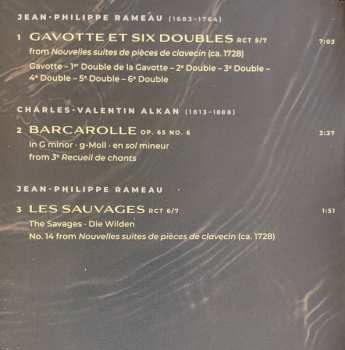 JEAN-PHILIPPE RAMEAU (1683-1764)
1 GAVOTTE ET SIX DOUBLES RCT 5/7 7:03
from Nouvelles suites de pièces de clavecin (ca. 1728)
Gavotte – 1er Double de la Gavotte – 2e Double – 3e Double –
4e Double – 5e Double – 6e Double
CHARLES-VALENTIN ALKAN (1813-1888)
2 BARCAROLLE OP. 65 NO. 6 3:37
in G minor · g-Moll · en sol mineur
from 3e Recueil de chants
JEAN-PHILIPPE RAMEAU
3 LES SAUVAGES RCT 6/7 1:51
The Savages · Die Wilden
No. 14 from Nouvelles suites de pièces de clavecin (ca. 1728)